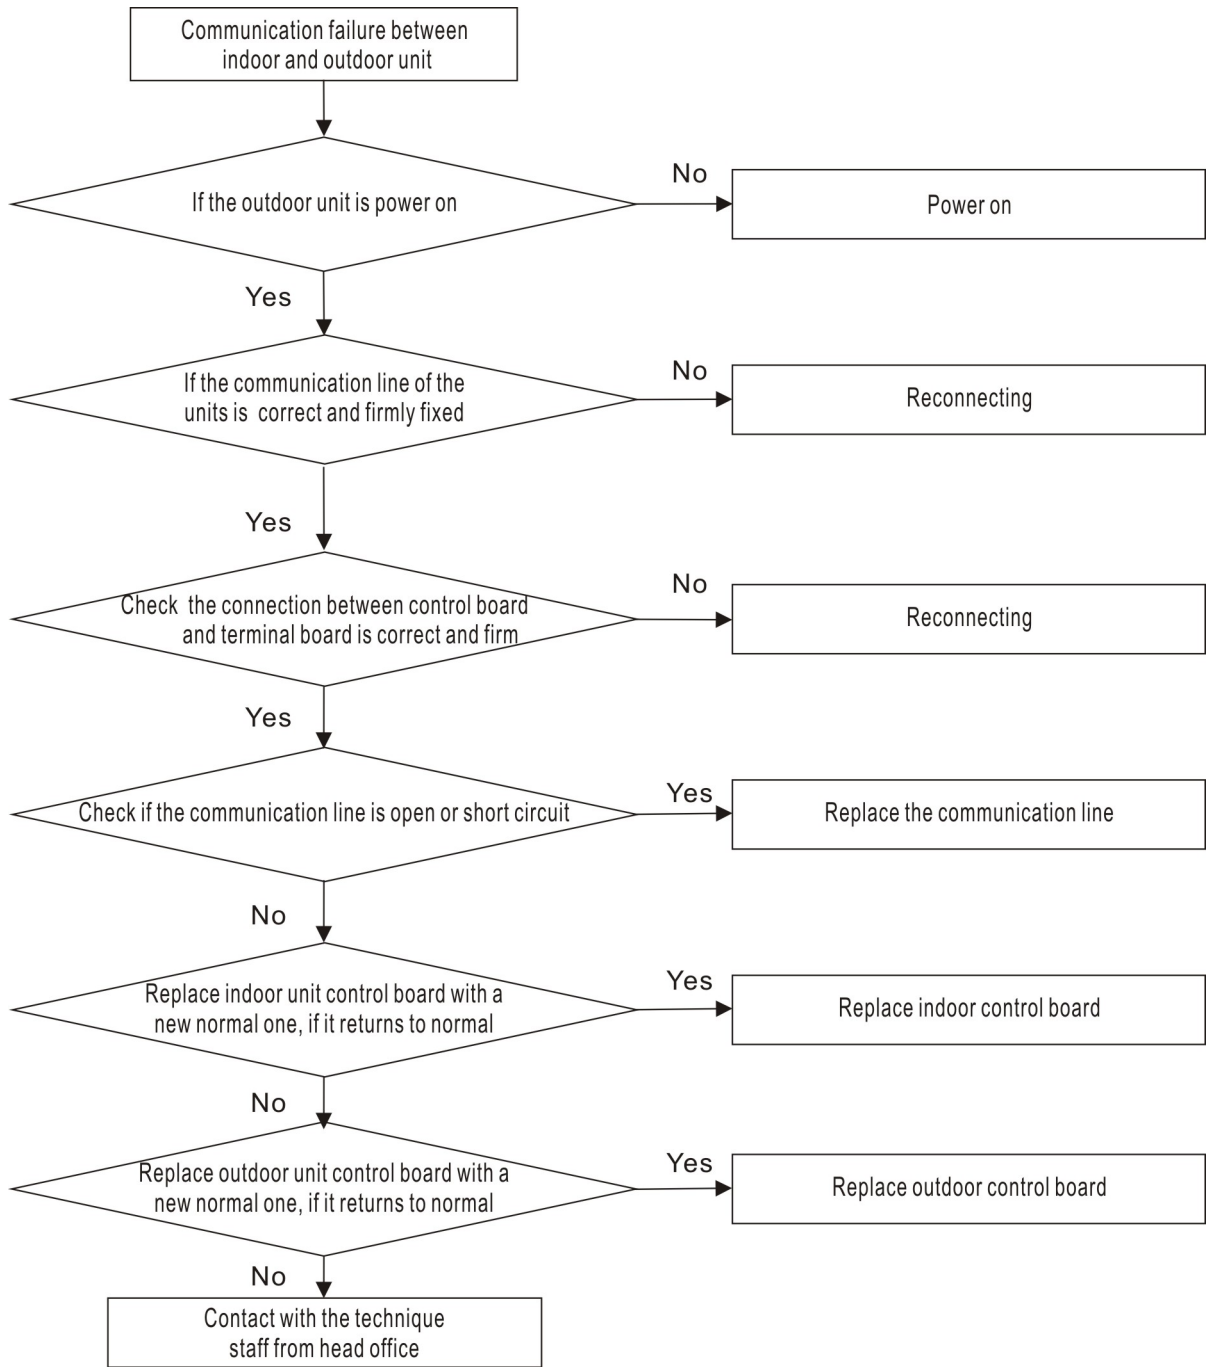 Communication failure between
indoor and outdoor unit
If the outdoor unit is power on
No
Power on
Yes
If the communication line of the
units is correct and firmly fixed
No
Reconnecting
Yes
Check the connection between control board
and terminal board is correct and firm
No
Reconnecting
Yes
Check if the communication line is open or short circuit
Yes
Replace the communication line
No
Replace indoor unit control board with a
new normal one, if it returns to normal
Yes
Replace indoor control board
No
Replace outdoor unit control board with a
new normal one, if it returns to normal
Yes
Replace outdoor control board
No
Contact with the technique
staff from head office